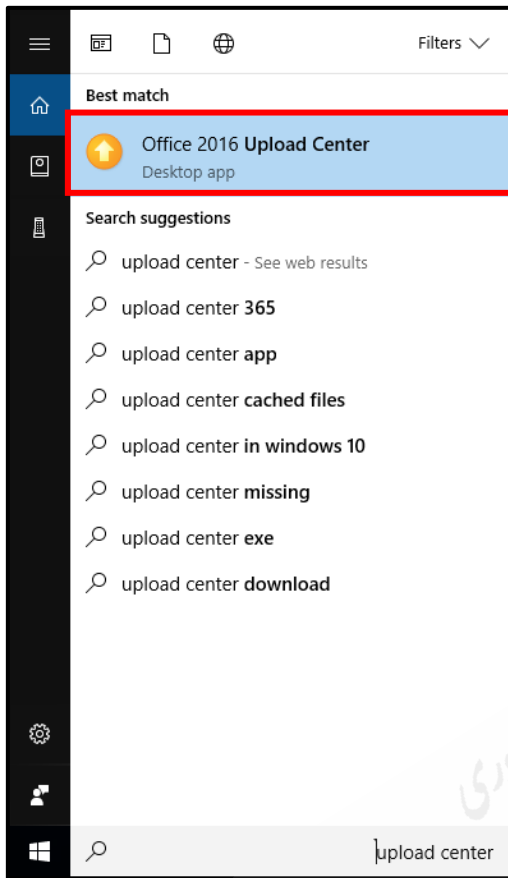 Filters
Best match
Office 2016 Upload Center
Desktop app
Search suggestions
upload center - See web results
upload center 365
upload center app
upload center cached files
upload center in windows 10
upload center missing
upload center exe
upload center download
upload center